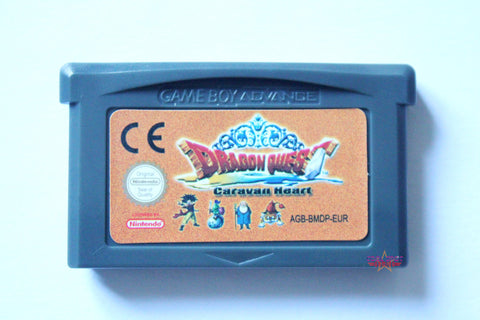 GAME BOY ADVANCE
CE
DRAGON QUEST
Caravan Heart
Original
Nintendo
Seal of
Quality
LICENSED BY
Nintendo
AGB-BMDP-EUR